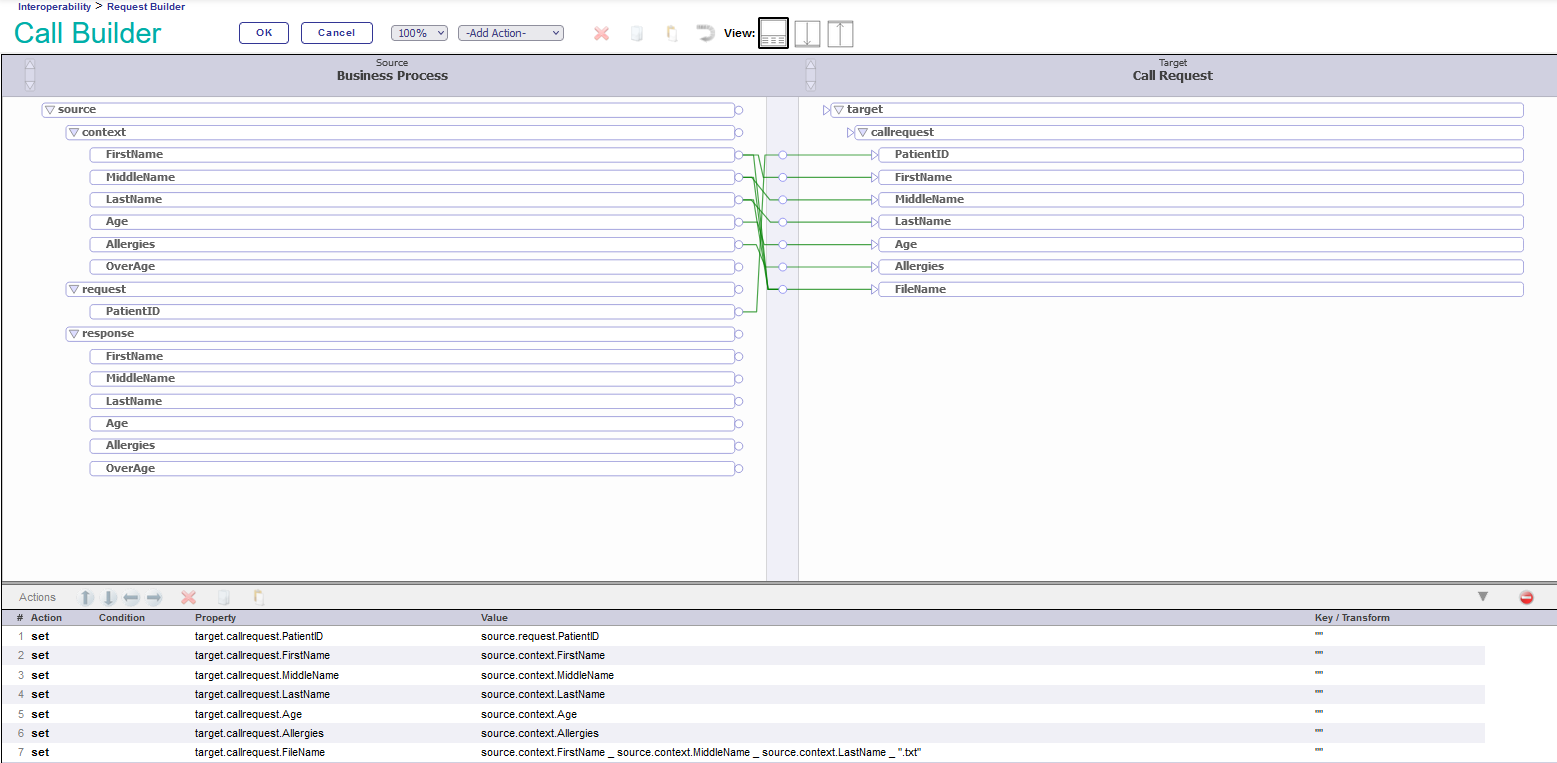 Interoperability > Request Builder
Call Builder OK Cancel 100% -Add Action- View:
Source
Business Process
Target
Call Request
source
context
FirstName
MiddleName
LastName
Age
Allergies
OverAge
request
PatientID
response
FirstName
MiddleName
LastName
Age
Allergies
OverAge
target
callrequest
PatientID
FirstName
MiddleName
LastName
Age
Allergies
FileName
Actions
# Action Condition Property Value Key / Transform
1 set target.callrequest.PatientID source.request.PatientID ""
2 set target.callrequest.FirstName source.context.FirstName ""
3 set target.callrequest.MiddleName source.context.MiddleName ""
4 set target.callrequest.LastName source.context.LastName ""
5 set target.callrequest.Age source.context.Age ""
6 set target.callrequest.Allergies source.context.Allergies ""
7 set target.callrequest.FileName source.context.FirstName _ source.context.MiddleName _ source.context.LastName _ ".txt" ""